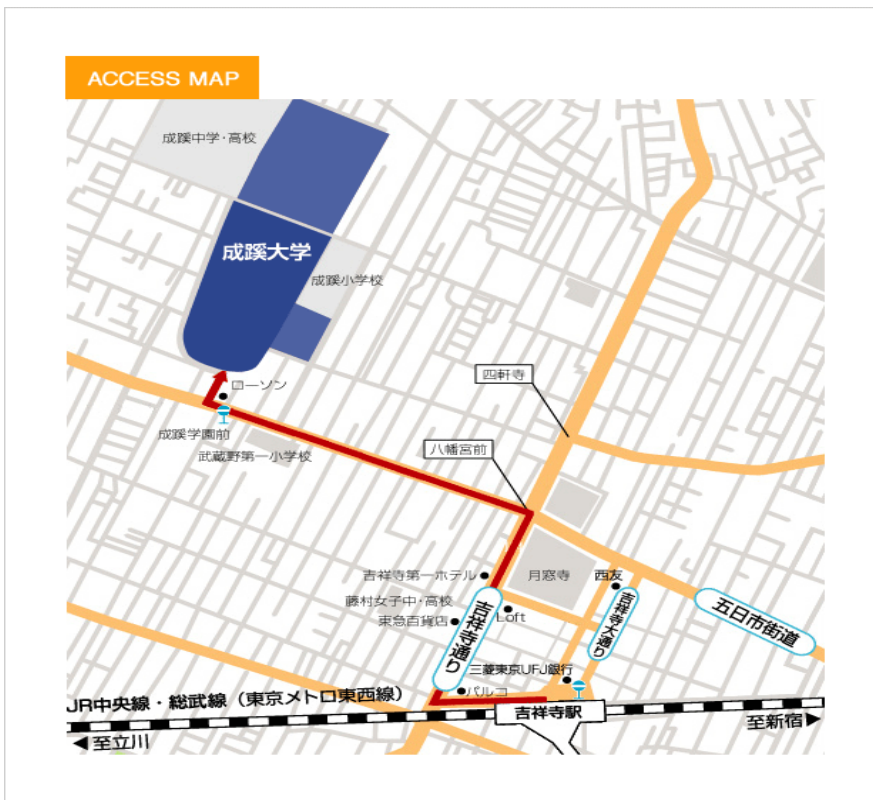 ACCESS MAP
成蹊中学・高校
成蹊大学
成蹊小学校
四軒寺
ローソン
成蹊学園前
八幡宮前
武蔵野第一小学校
吉祥寺第一ホテル
月窓寺
西友
藤村女子中・高校
東急百貨店
Loft
吉祥寺通り
吉祥寺大通り
五日市街道
三菱東京UFJ銀行
パルコ
JR中央線・総武線（東京メトロ東西線）
吉祥寺駅
至新宿▶
◀至立川